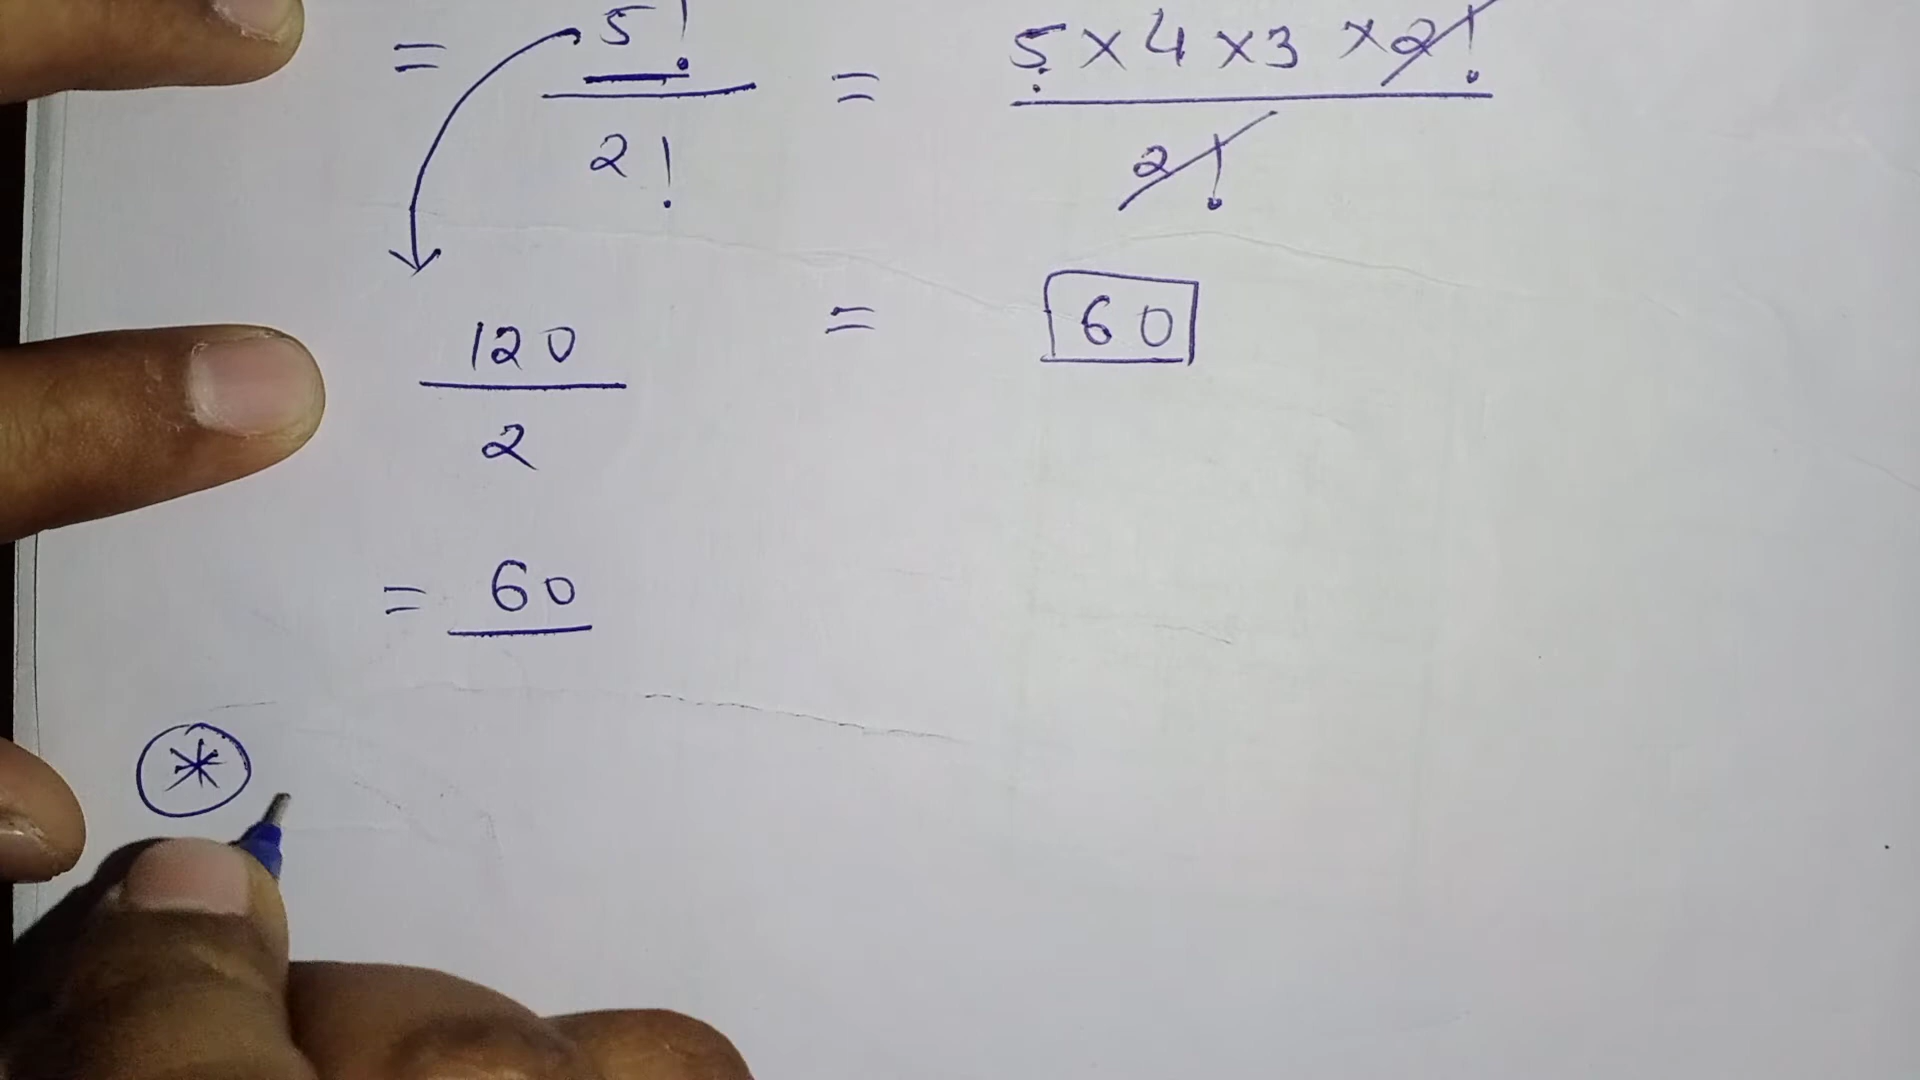 = 5! / 2! = 5 × 4 × 3 × 2! / 2!
120 / 2 = 60
= 60
*